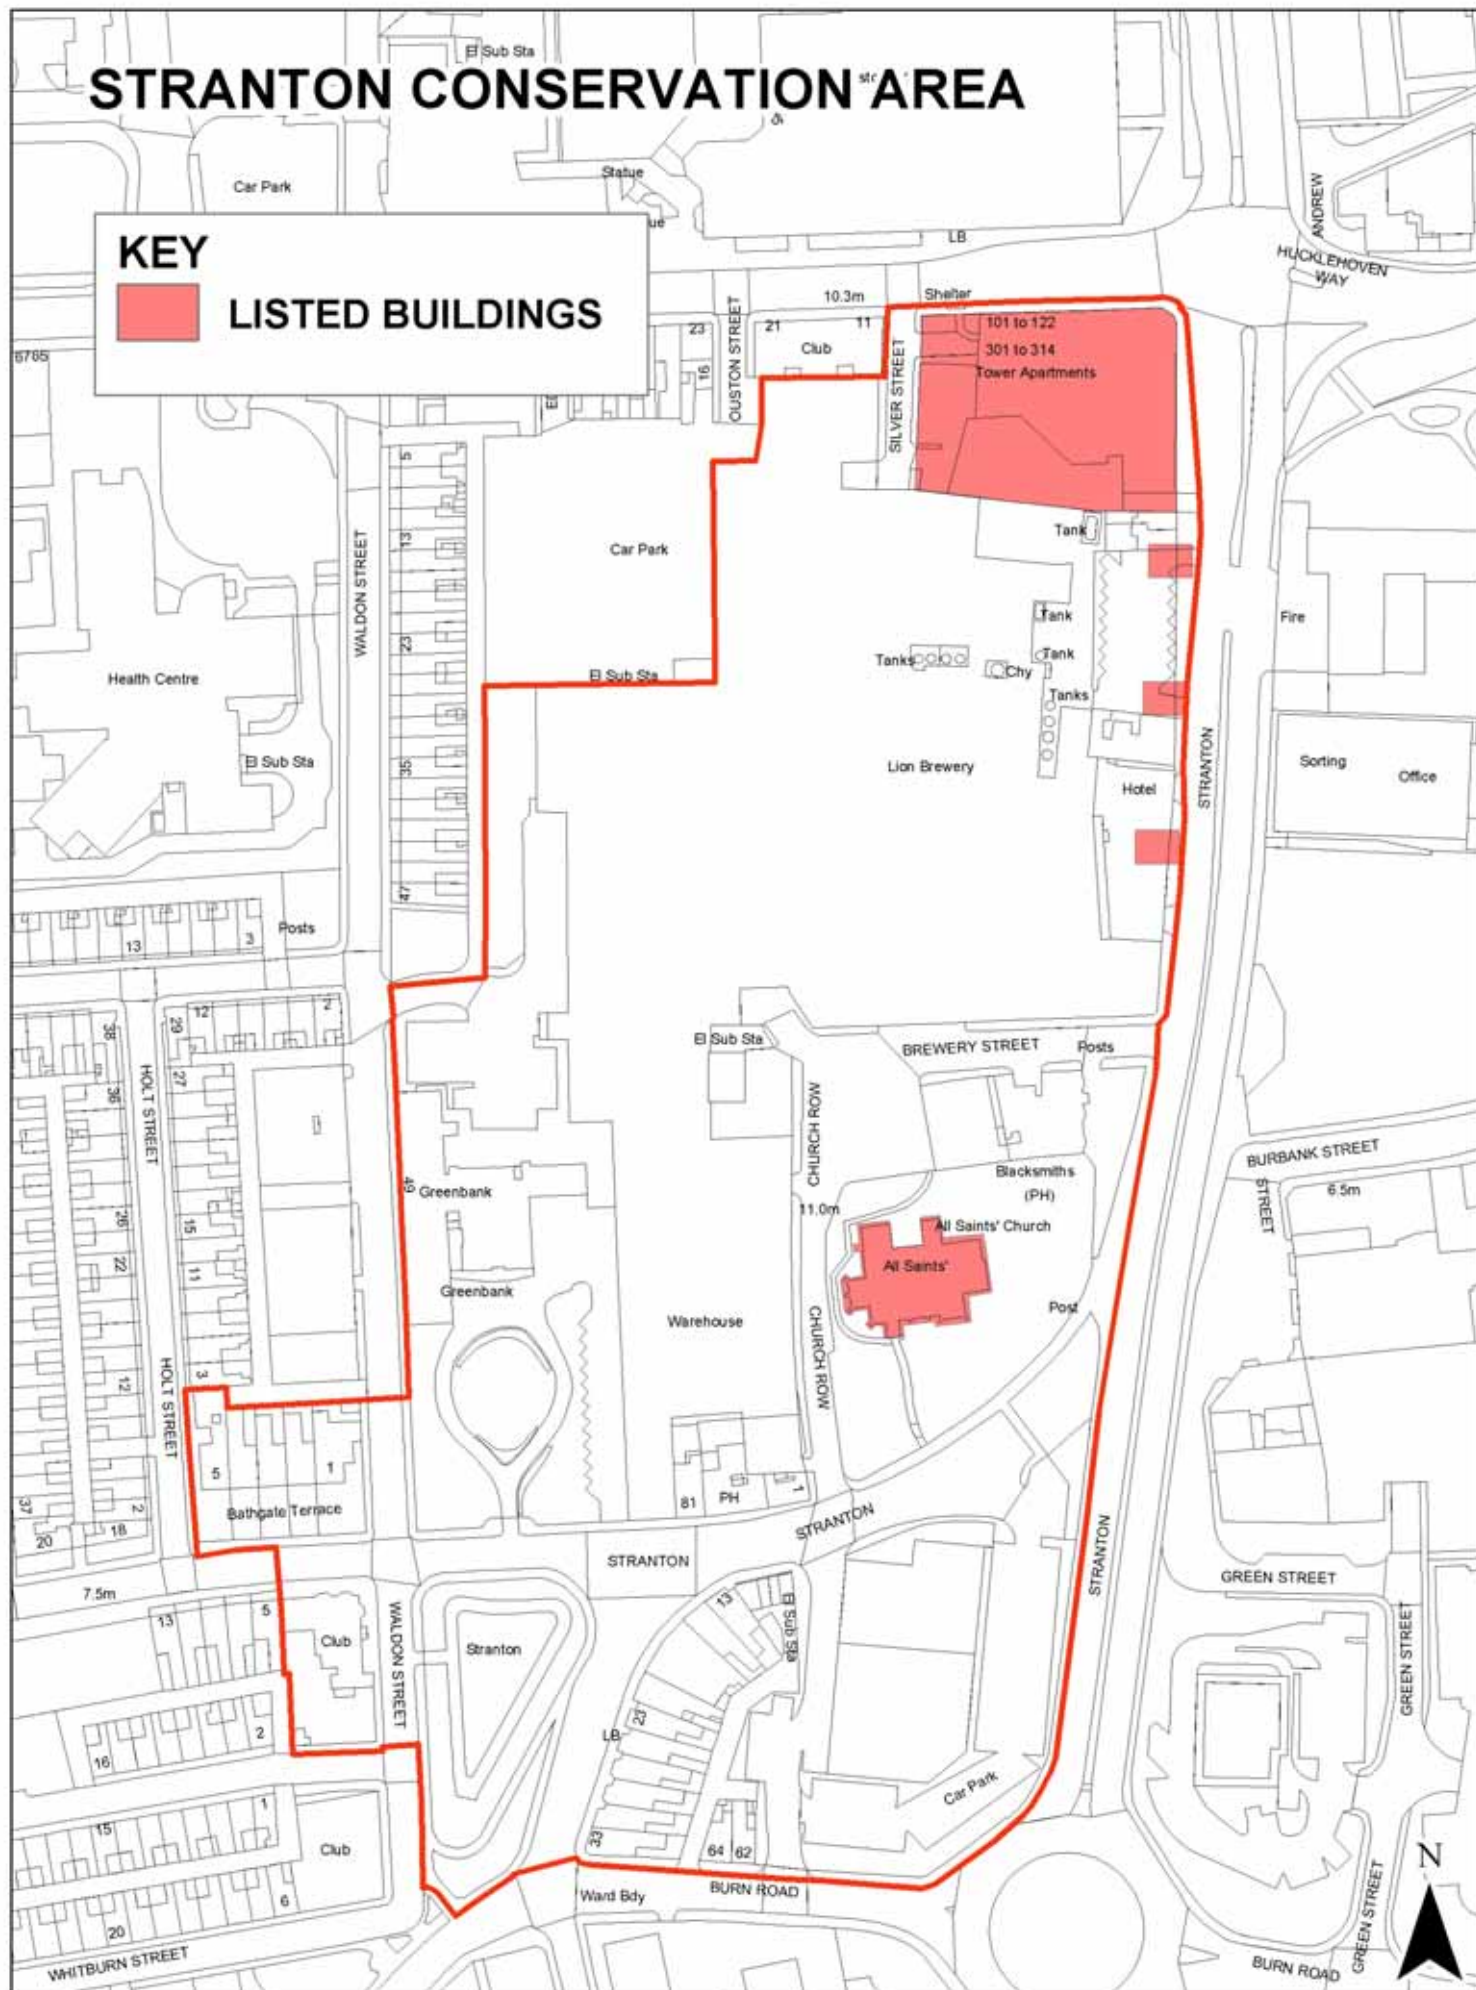 El Sub Sta
STRANTON CONSERVATION AREA
Car Park
Statue
ue
LB
ANDREW
HUCKLEHOVEN
WAY
KEY
LISTED BUILDINGS
10.3m
Shelter
23
21
11
101 to 122
Club
301 to 314
Tower Apartments
6765
16
OUSTON STREET
SILVER STREET
5
13
Car Park
Tank
WALDON STREET
Tank
Fire
23
Tanks
Tank
Chy
Health Centre
El Sub Sta
Tanks
STRANTON
El Sub Sta
35
Lion Brewery
Hotel
Sorting
Office
47
Posts
13
3
12
2
38
29
El Sub Sta
BREWERY STREET
Posts
HOLT STREET
27
36
CHURCH ROW
BURBANK STREET
Blacksmiths
(PH)
49
Greenbank
6.5m
STREET
11.0m
26
15
All Saints' Church
22
11
All Saints'
Greenbank
Post
Warehouse
CHURCH ROW
HOLT STREET
12
3
5
1
81
PH
1
37
2
Bathgate Terrace
STRANTON
20
18
STRANTON
STRANTON
GREEN STREET
7.5m
13
5
13
El Sub Sta
Club
WALDON STREET
Stranton
GREEN STREET
23
LB
16
2
Car Park
1
15
33
64
62
Club
BURN ROAD
Ward Bdy
6
20
WHITBURN STREET
GREEN STREET
BURN ROAD
N